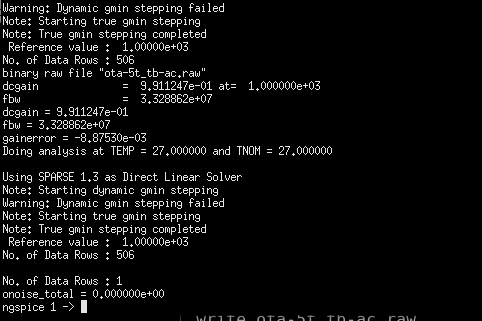 Warning: Dynamic gmin stepping failed
Note: Starting true gmin stepping
Note: True gmin stepping completed
 Reference value :  1.00000e+03
No. of Data Rows : 506
binary raw file "ota-5t_tb-ac.raw"
dcgain              =  9.911247e-01 at=  1.000000e+03
fbw                 =  3.328862e+07
dcgain = 9.911247e-01
fbw = 3.328862e+07
gainerror = -8.87530e-03
Doing analysis at TEMP = 27.000000 and TNOM = 27.000000

Using SPARSE 1.3 as Direct Linear Solver
Note: Starting dynamic gmin stepping
Warning: Dynamic gmin stepping failed
Note: Starting true gmin stepping
Note: True gmin stepping completed
 Reference value :  1.00000e+03
No. of Data Rows : 506

No. of Data Rows : 1
onoise_total = 0.000000e+00
ngspice 1 ->
write ota-5t_tb-ac.raw